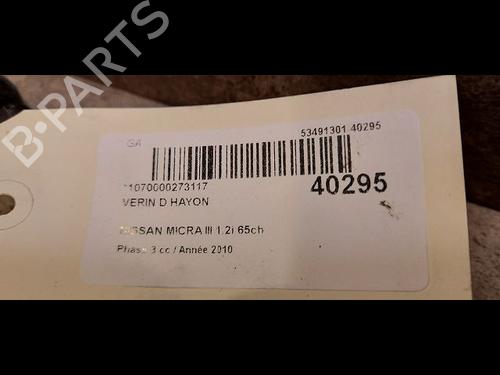 B-PARTS
GA
53491301 40295
11070000273117
40295
VERIN D HAYON
NISSAN MICRA III 1.2i 65ch
Phase 3 cc / Année 2010